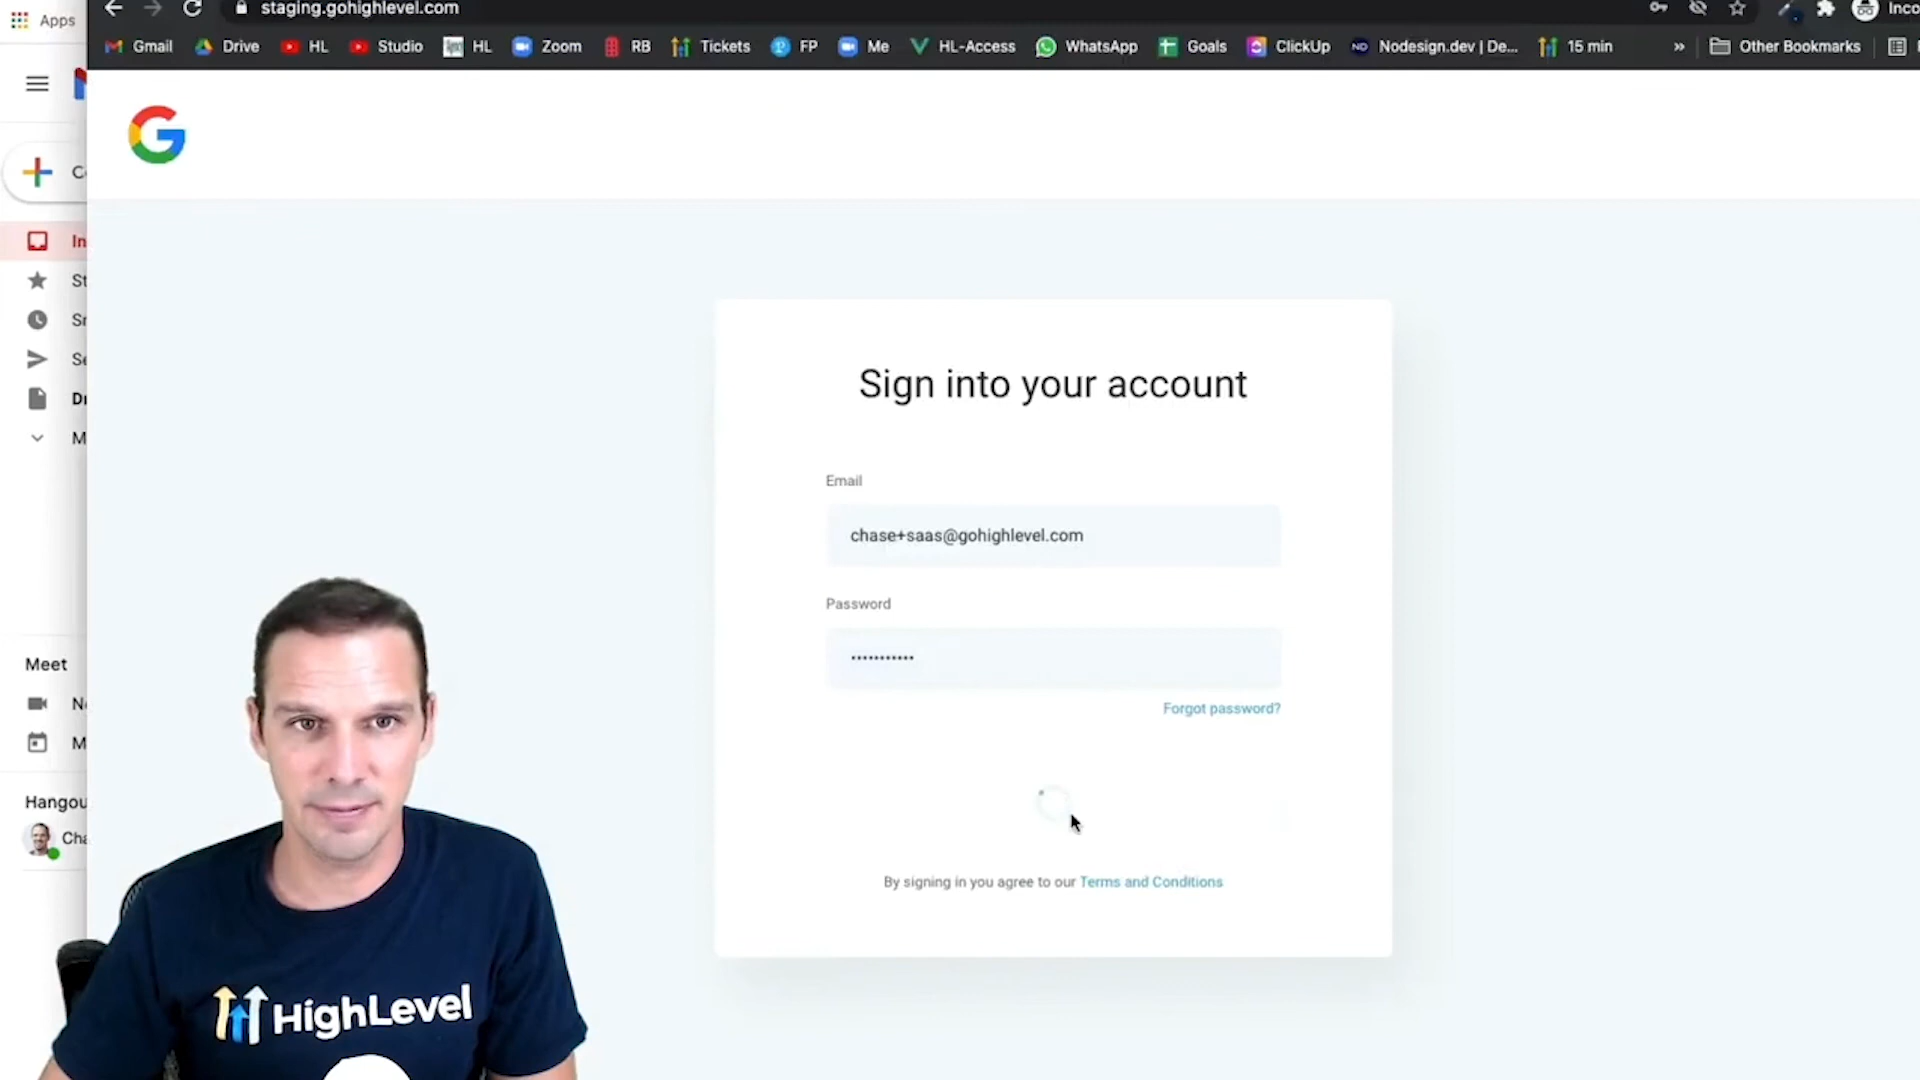 Apps
staging.gohighlevel.com
Gmail
Drive
HL
Studio
HL
Zoom
RB
Tickets
FP
Me
HL-Access
WhatsApp
Goals
ClickUp
Nodesign.dev | De...
15 min
»
Other Bookmarks
Sign into your account
Email
chase+saas@gohighlevel.com
Password
Forgot password?
By signing in you agree to our Terms and Conditions
Meet
HighLevel